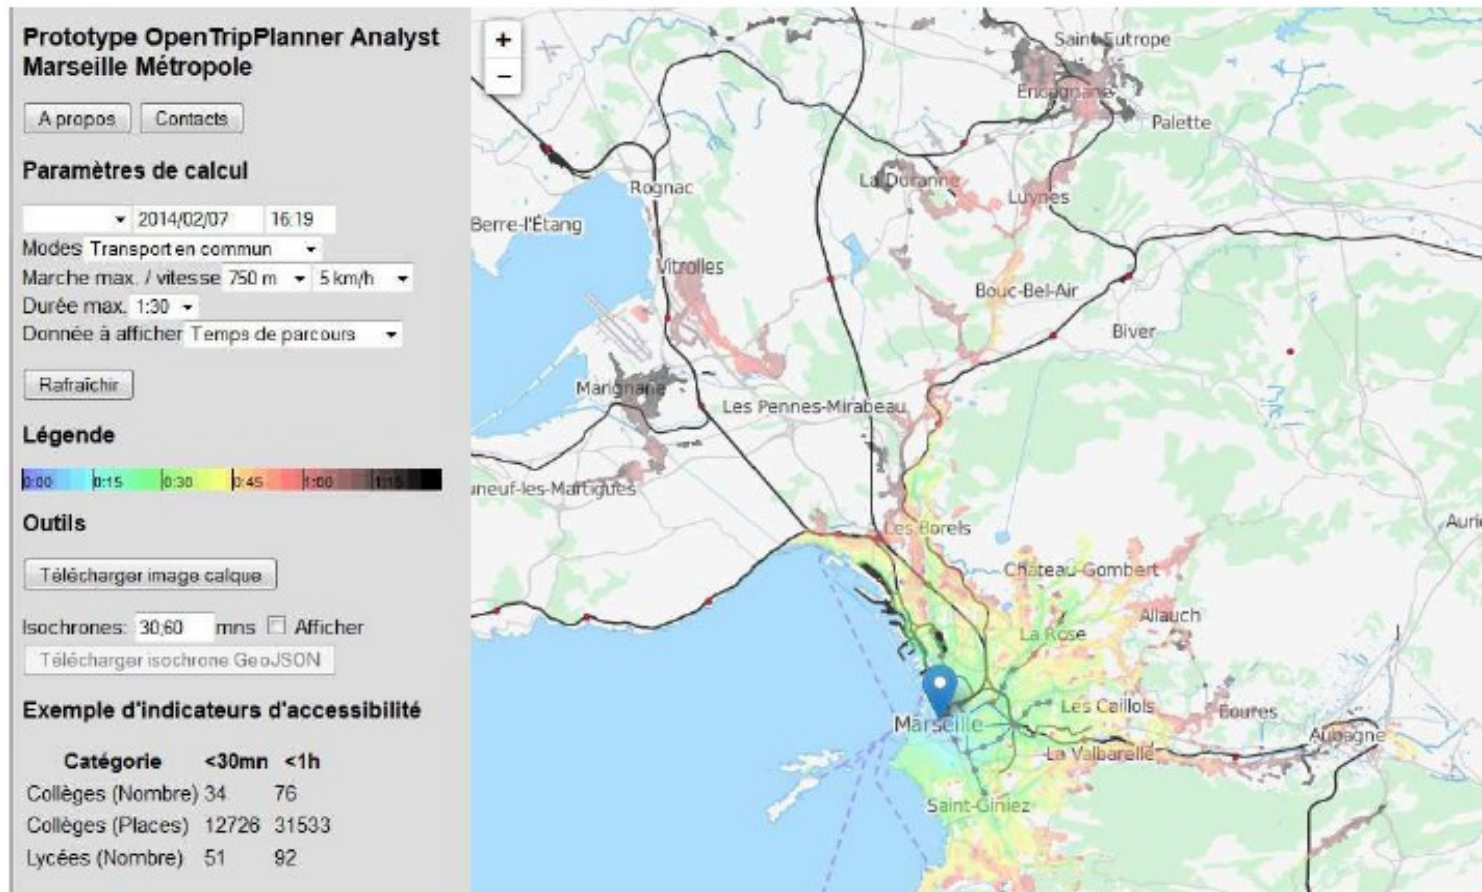 Prototype OpenTripPlanner Analyst
Marseille Métropole
A propos Contacts
Paramètres de calcul
2014/02/07 16:19
Modes Transport en commun
Marche max. / vitesse 750 m 5 km/h
Durée max. 1:30
Donnée à afficher Temps de parcours
Rafraîchir
Légende
0:00 0:15 0:30 0:45 1:00 1:15
Outils
Télécharger image calque
Isochrones: 30,60 mns Afficher
Télécharger isochrone GeoJSON
Exemple d'indicateurs d'accessibilité
Catégorie <30mn <1h
Collèges (Nombre) 34 76
Collèges (Places) 12726 31533
Lycées (Nombre) 51 92
+
−
Saint-Eutrope
Encagnane
Palette
La Duranne
Rognac
Luynes
Berre-l'Étang
Vitrolles
Bouc-Bel-Air
Biver
Marignane
Les Pennes-Mirabeau
uneuf-les-Martigues
Les Borels
Auri
Château-Gombert
Allauch
La Rose
Les Caillols
Eoures
Marseille
Aubagne
La Valbarelle
Saint-Giniez